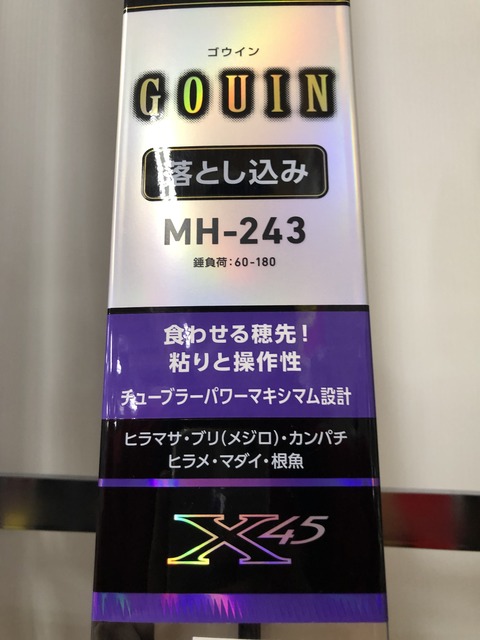 ゴウイン
GOUIN
落とし込み
MH-243
錘負荷：60-180
食わせる穂先！
粘りと操作性
チューブラーパワーマキシマム設計
ヒラマサ・ブリ（メジロ）・カンパチ
ヒラメ・マダイ・根魚
X45